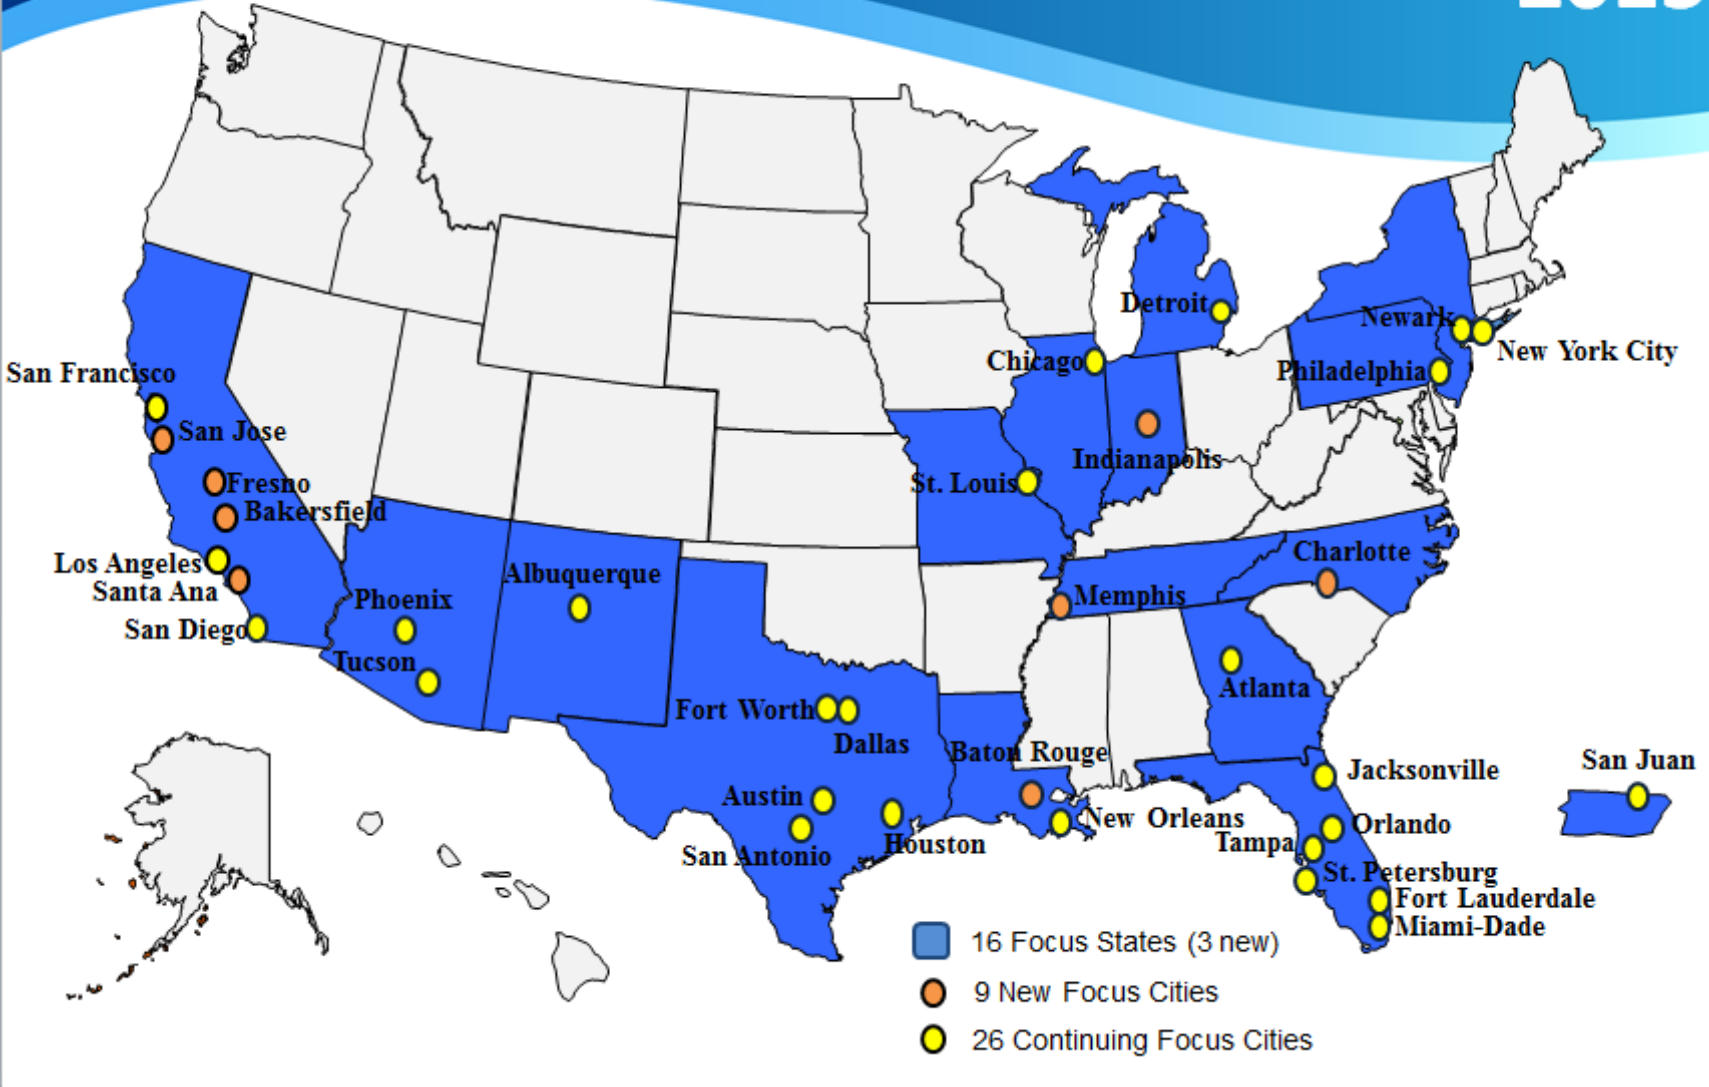 San Francisco
San Jose
Fresno
Bakersfield
Los Angeles
Santa Ana
San Diego
Phoenix
Tucson
Albuquerque
Fort Worth
Dallas
Austin
San Antonio
Houston
Baton Rouge
New Orleans
St. Louis
Chicago
Detroit
Indianapolis
Memphis
Charlotte
Atlanta
Newark
New York City
Philadelphia
Jacksonville
Orlando
Tampa
St. Petersburg
Fort Lauderdale
Miami-Dade
San Juan
16 Focus States (3 new)
9 New Focus Cities
26 Continuing Focus Cities